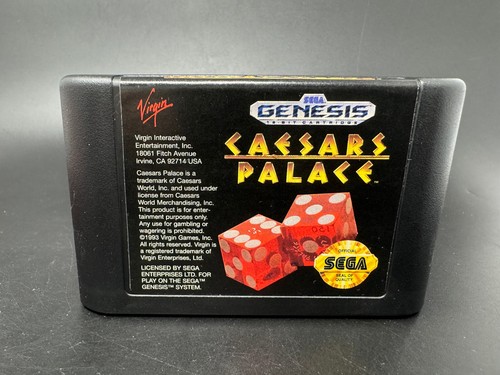 Virgin
SEGA
GENESIS
16-BIT CARTRIDGE
Virgin Interactive
Entertainment, Inc.
18061 Fitch Avenue
Irvine, CA 92714 USA
CAESARS
PALACE™
Caesars Palace is a
trademark of Caesars
World, Inc. and used under
license from Caesars
World Merchandising, Inc.
This product is for enter-
tainment purposes only.
Any use for gambling or
wagering is prohibited.
©1993 Virgin Games, Inc.
All rights reserved. Virgin is
a registered trademark of
Virgin Enterprises, Ltd.
LICENSED BY SEGA
ENTERPRISES LTD. FOR
PLAY ON THE SEGA™
GENESIS™ SYSTEM.
OFFICIAL
SEGA
SEAL OF
QUALITY